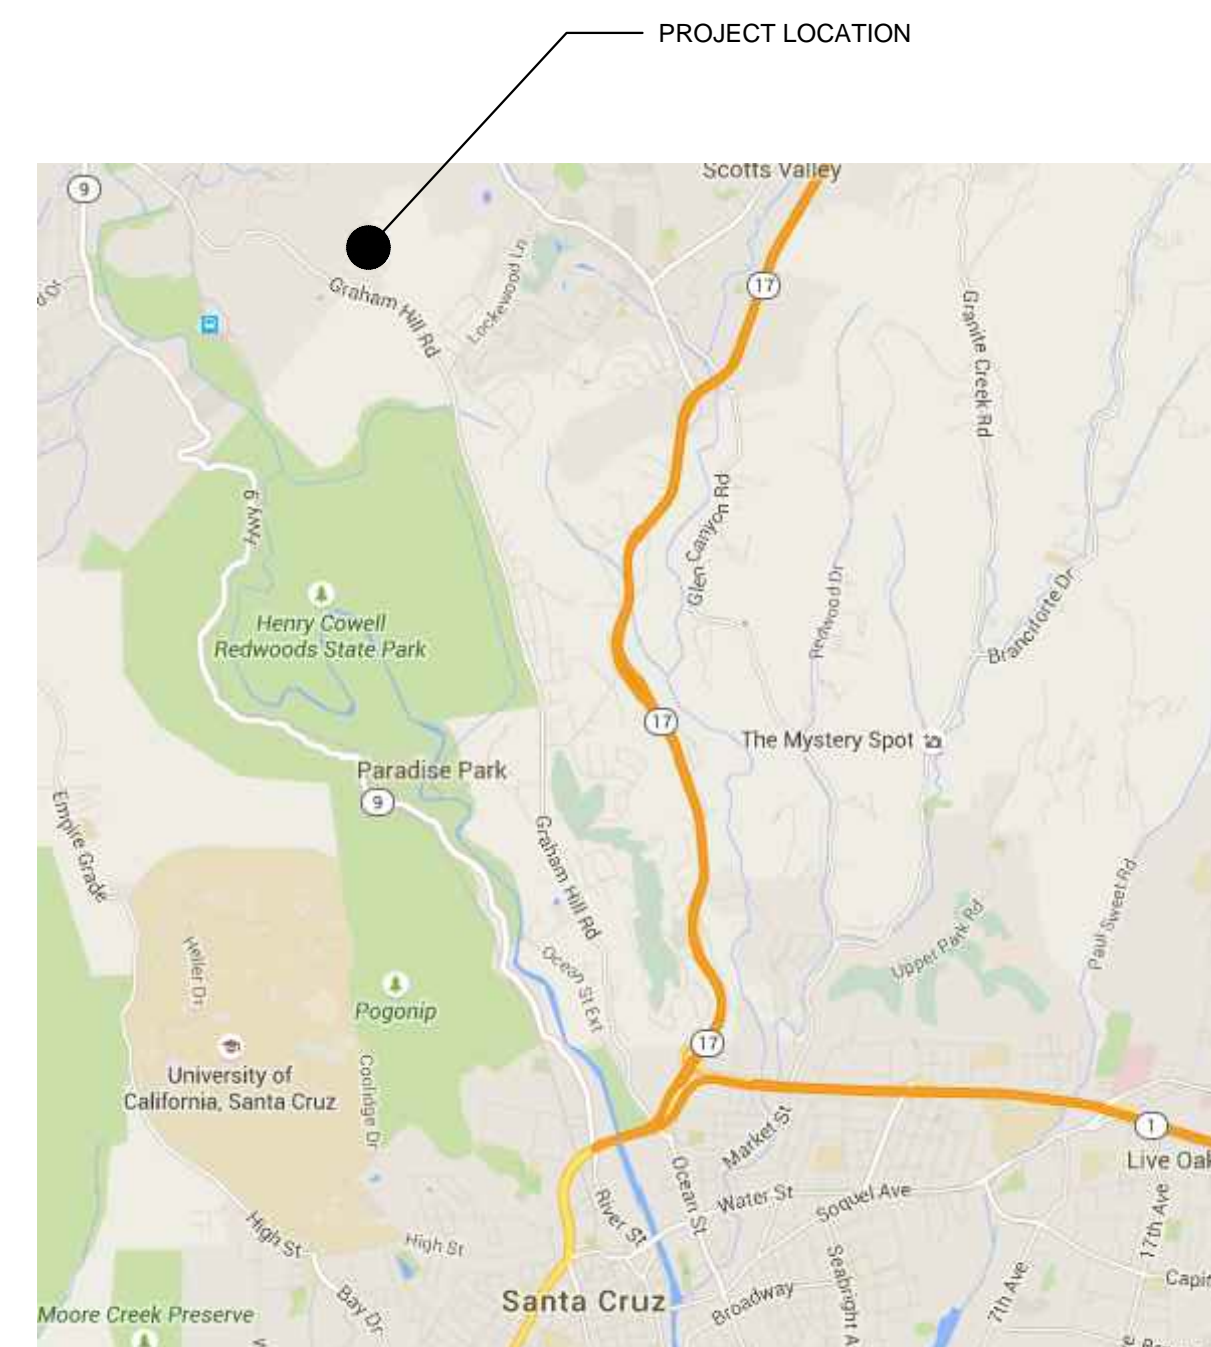 PROJECT LOCATION
Scotts Valley
9
17
Lockewood Ln
Graham Hill Rd
Granite Creek Rd
Hwy 9
Glen Canyon Rd
Redwood Dr
Branciforte Dr
Henry Cowell
Redwoods State Park
17
The Mystery Spot
Paradise Park
9
Empire Grade
Graham Hill Rd
Paul Sweet Rd
Upper Park Rd
Heller Dr
Ocean St Ext
Pogonip
17
University of
California, Santa Cruz
Coolidge Dr
Market St
1
Live Oak
Ocean St
Water St
Soquel Ave
River St
17th Ave
High St
High St
Seabright A
7th Ave
Capit
Santa Cruz
Broadway
Bay Dr
Moore Creek Preserve